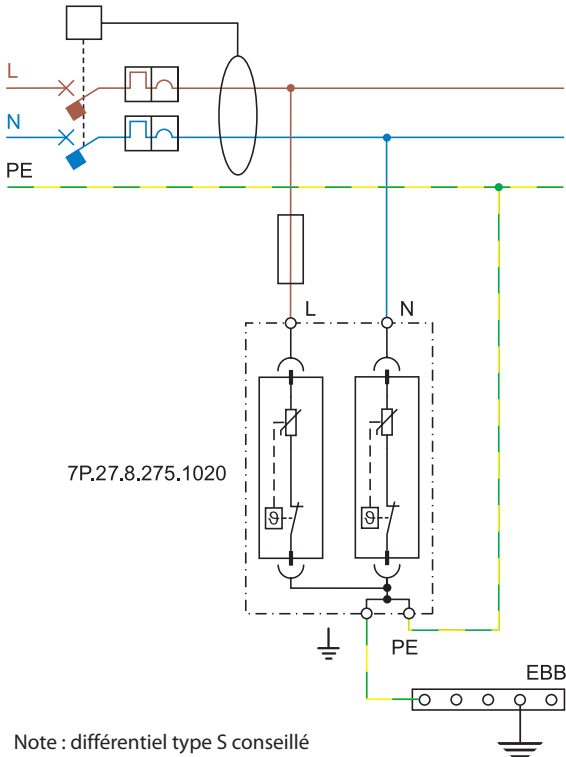 L
N
PE
L
N
7P.27.8.275.1020
ϑ
ϑ
PE
EBB
Note : différentiel type S conseillé